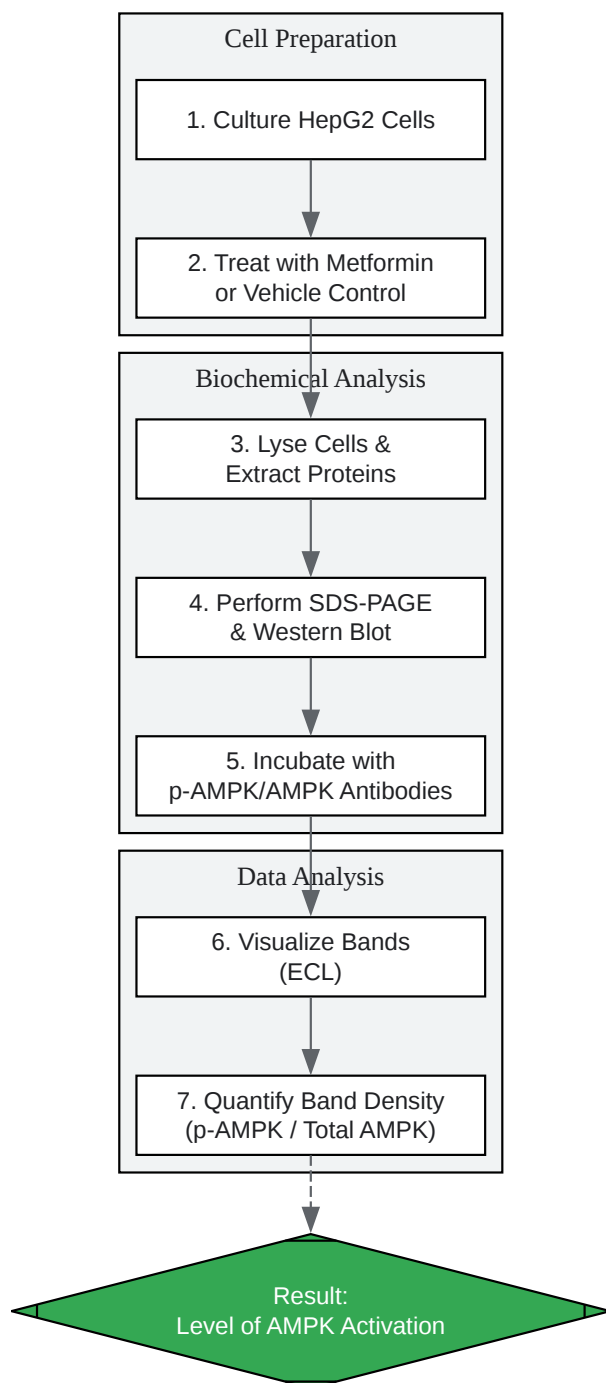 Cell Preparation
1. Culture HepG2 Cells
2. Treat with Metformin
or Vehicle Control
Biochemical Analysis
3. Lyse Cells &
Extract Proteins
4. Perform SDS-PAGE
& Western Blot
5. Incubate with
p-AMPK/AMPK Antibodies
Data Analysis
6. Visualize Bands
(ECL)
7. Quantify Band Density
(p-AMPK / Total AMPK)
Result:
Level of AMPK Activation